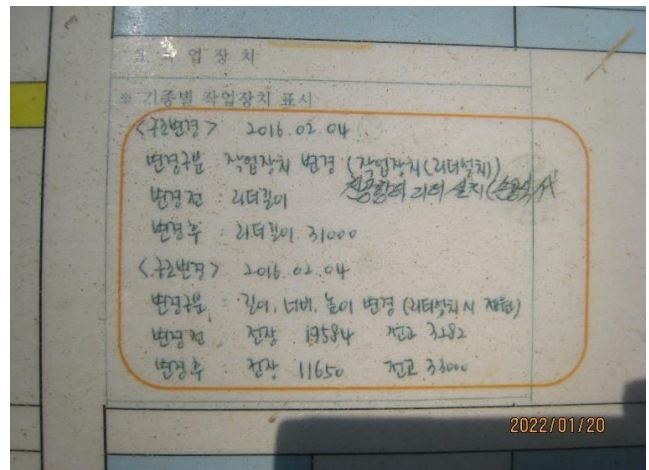 작업장치
※ 기종별 작업장치 표시
<구조변경> 2016.02.04
변경구분 : 작업장치 변경 (작업장치(리더설치))
변경전 : 리더길이 리더 설치
변경후 : 리더길이 31000
<구조변경> 2016.02.04
변경구분 : 길이, 너비, 높이 변경 (리더설치시 제원)
변경전 전장 19584 전고 3282
변경후 : 전장 11650 전고 33000
2022/01/20